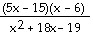 (5x − 15)(x − 6)
x² + 18x − 19